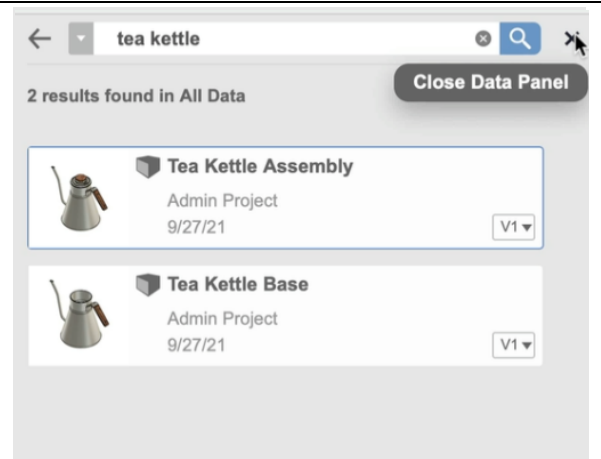 tea kettle
Close Data Panel
2 results found in All Data
Tea Kettle Assembly
Admin Project
9/27/21
V1
Tea Kettle Base
Admin Project
9/27/21
V1